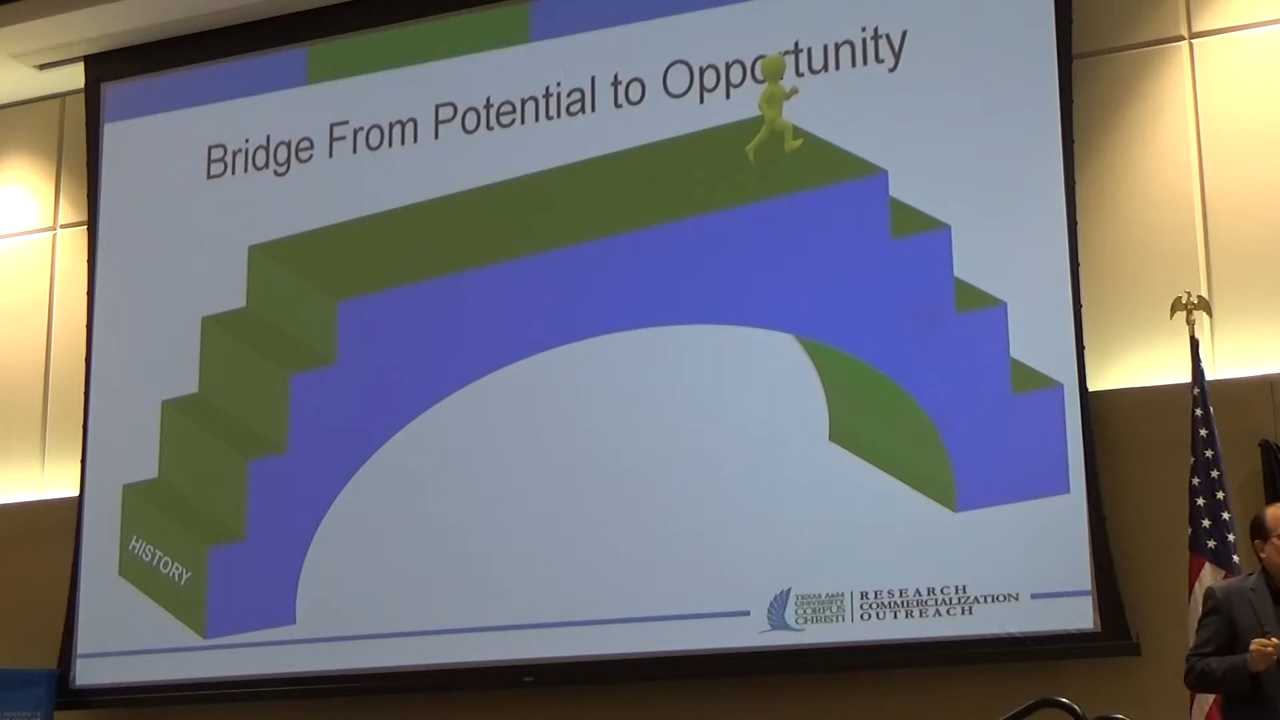 Bridge From Potential to Opportunity
HISTORY
TEXAS A&M
UNIVERSITY
CORPUS
CHRISTI
RESEARCH
COMMERCIALIZATION
OUTREACH